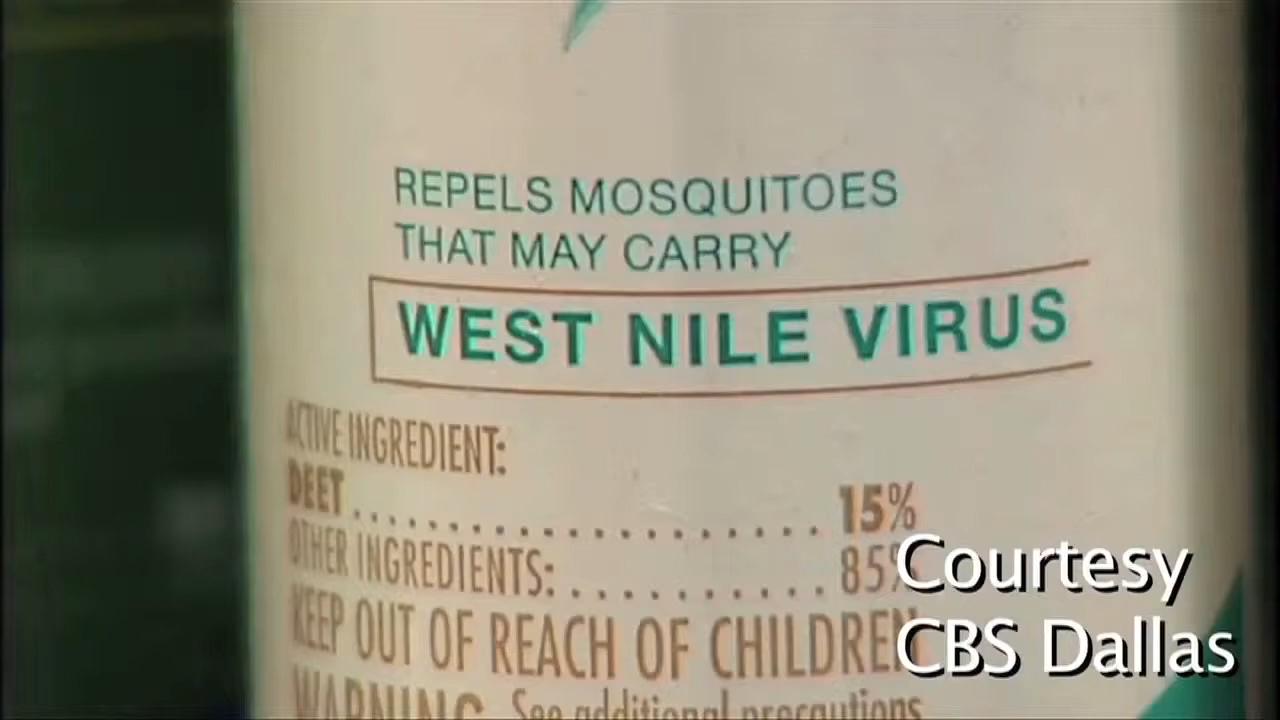 REPELS MOSQUITOES
THAT MAY CARRY
WEST NILE VIRUS
ACTIVE INGREDIENT:
DEET .................... 15%
OTHER INGREDIENTS: ............ 85%
KEEP OUT OF REACH OF CHILDREN
WARNING See additional precautions
Courtesy
CBS Dallas